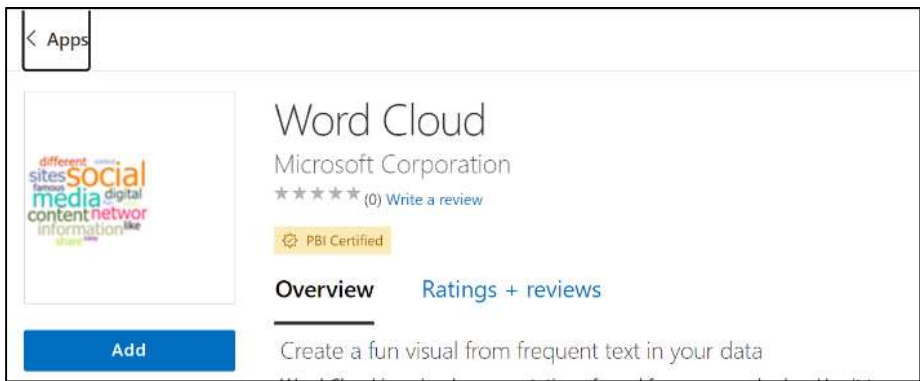 < Apps
Word Cloud
Microsoft Corporation
(0) Write a review
PBI Certified
Overview Ratings + reviews
Add
Create a fun visual from frequent text in your data
different
sites social
famous
media digital
content networ
information like
share